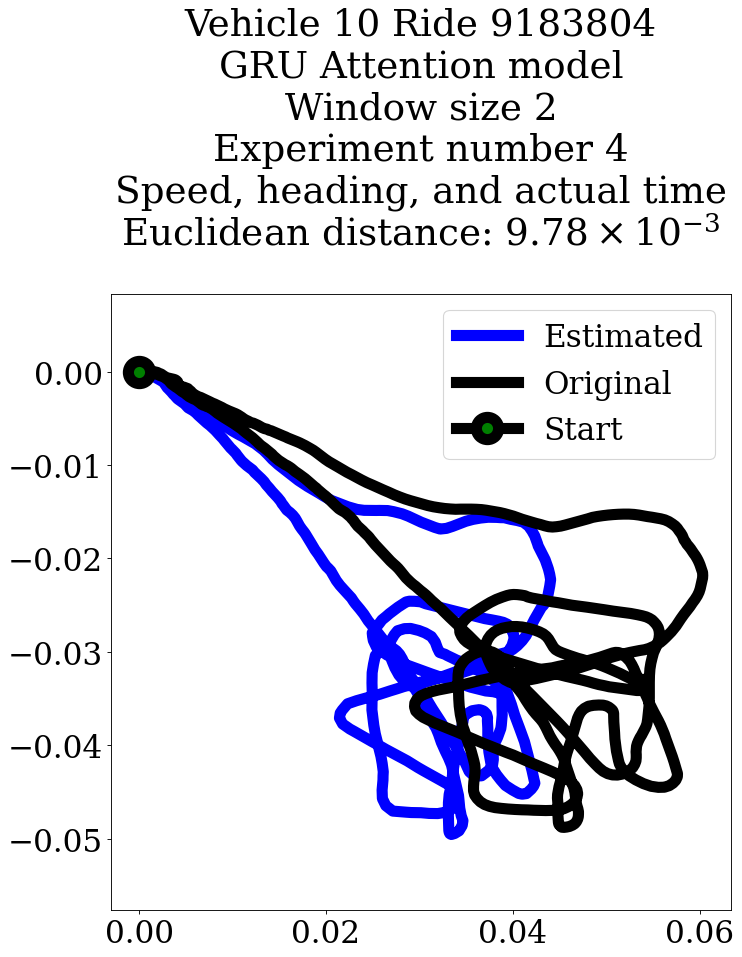 Vehicle 10 Ride 9183804
GRU Attention model
Window size 2
Experiment number 4
Speed, heading, and actual time
Euclidean distance: 9.78 × 10⁻³
Estimated
Original
Start
0.00
−0.01
−0.02
−0.03
−0.04
−0.05
0.00 0.02 0.04 0.06